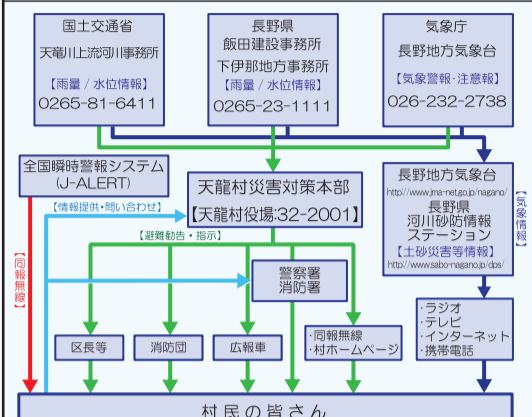 国土交通省
天竜川上流河川事務所
【雨量/水位情報】
0265-81-6411
長野県
飯田建設事務所
下伊那地方事務所
【雨量/水位情報】
0265-23-1111
気象庁
長野地方気象台
【気象警報・注意報】
026-232-2738
全国瞬時警報システム
(J-ALERT)
【情報提供・問い合わせ】
天龍村災害対策本部
【天龍村役場:32-2001】
【避難勧告・指示】
長野地方気象台
http://www.jma-net.go.jp/nagano/
長野県
河川砂防情報
ステーション
【土砂災害等情報】
http://www.sabo-nagano.jp/dps/
【気象情報】
【同報無線】
警察署
消防署
区長等
消防団
広報車
・同報無線
・村ホームページ
・ラジオ
・テレビ
・インターネット
・携帯電話
村民の皆さん